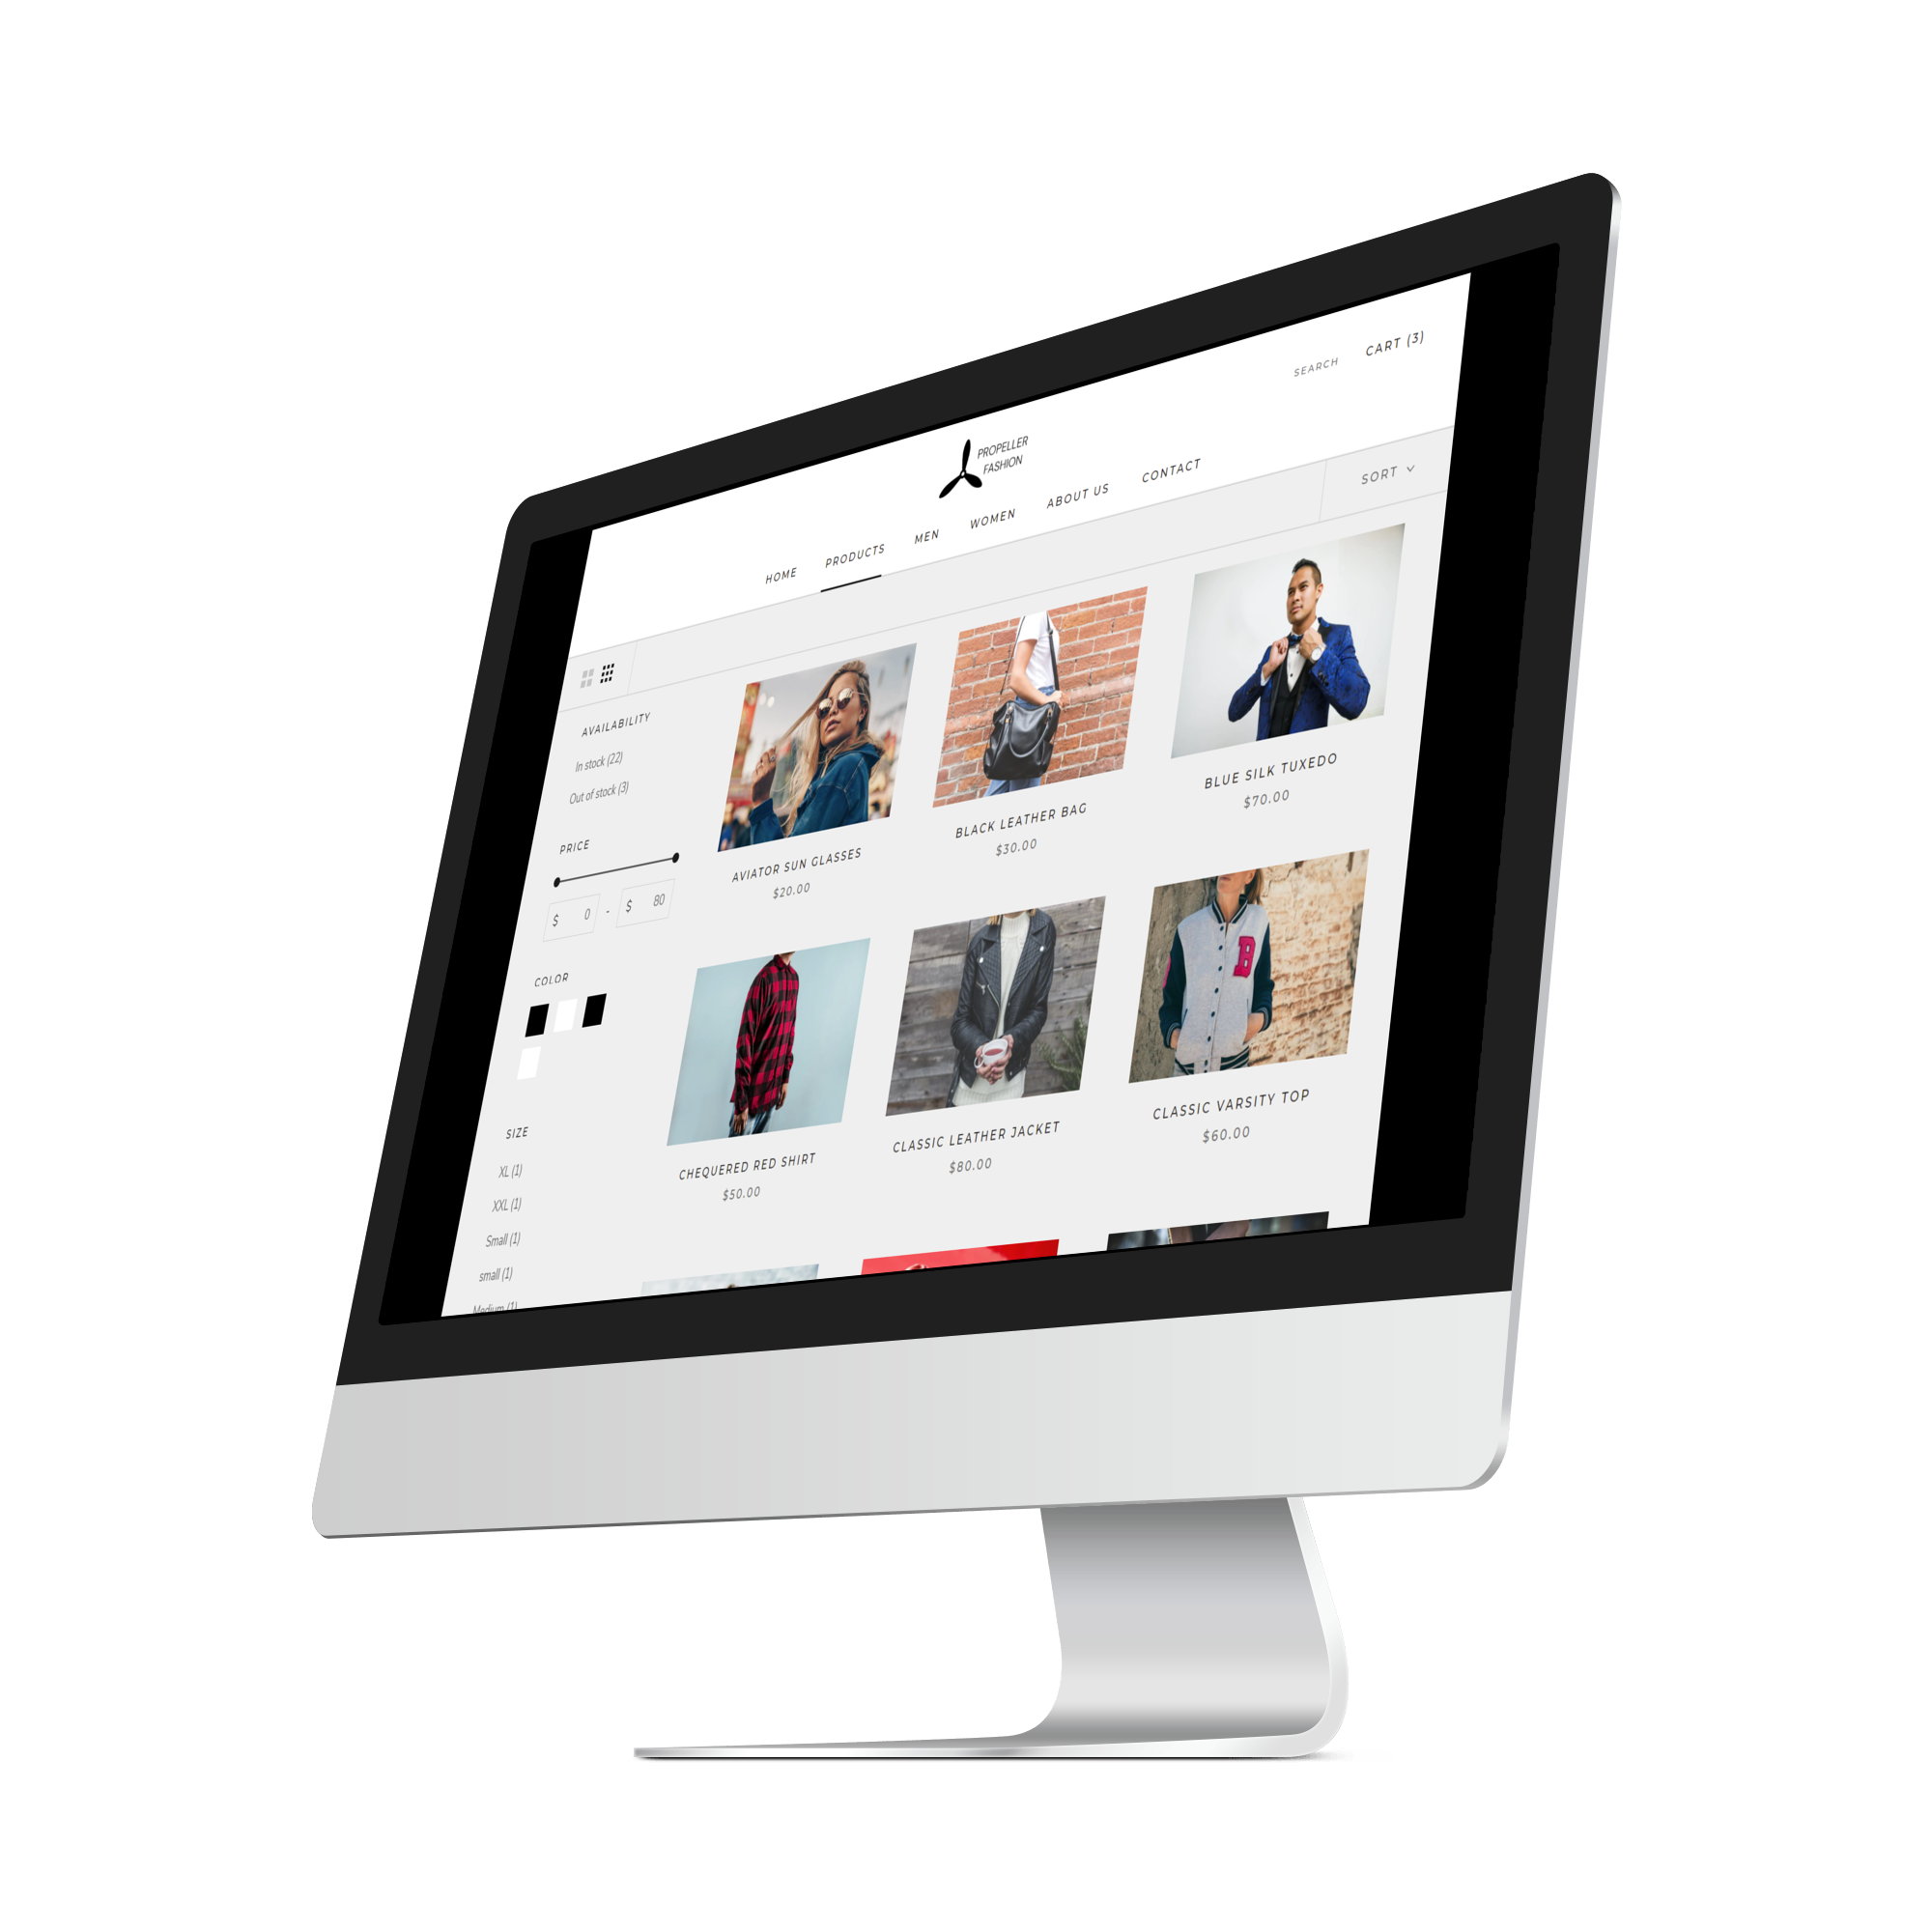 SEARCH
CART (3)
PROPELLER
FASHION
HOME PRODUCTS MEN WOMEN ABOUT US CONTACT
SORT
AVAILABILITY
In stock (22)
Out of stock (3)
PRICE
$ 0 - $ 80
COLOR
SIZE
XL (1)
XXL (1)
Small (1)
small (1)
Medium (1)
AVIATOR SUN GLASSES
$20.00
BLACK LEATHER BAG
$30.00
BLUE SILK TUXEDO
$70.00
B
CHEQUERED RED SHIRT
$50.00
CLASSIC LEATHER JACKET
$80.00
CLASSIC VARSITY TOP
$60.00